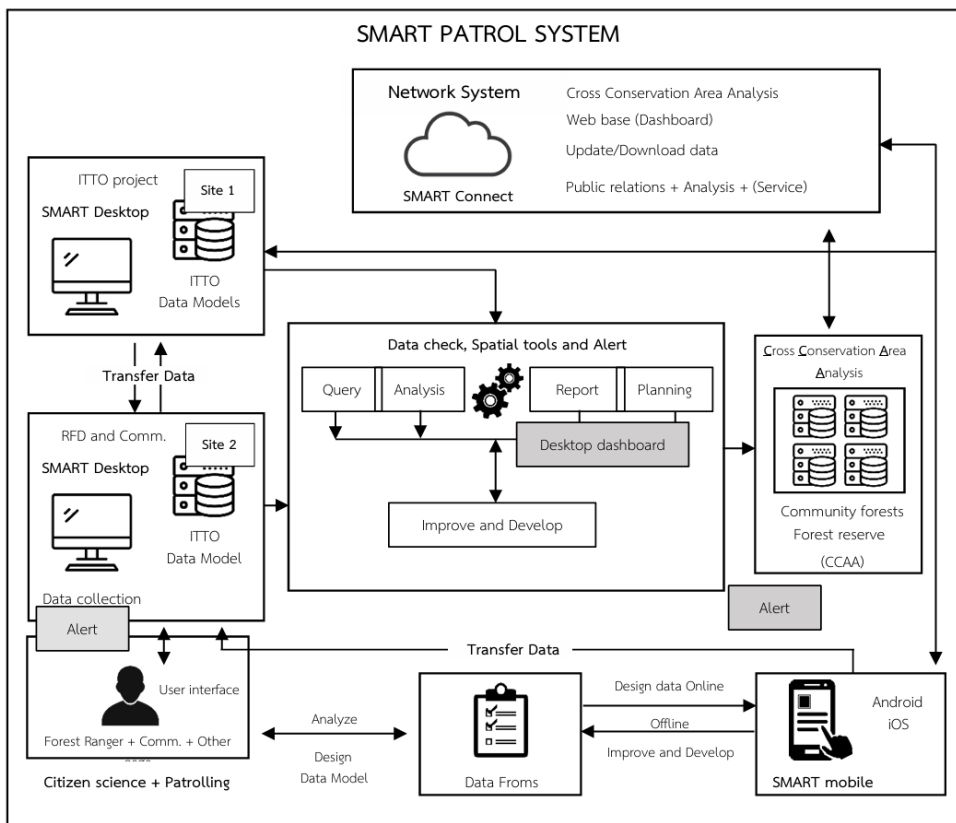 SMART PATROL SYSTEM
Network System
SMART Connect
Cross Conservation Area Analysis
Web base (Dashboard)
Update/Download data
Public relations + Analysis + (Service)
ITTO project
Site 1
SMART Desktop
ITTO
Data Models
Transfer Data
RFD and Comm.
Site 2
SMART Desktop
ITTO
Data Model
Data collection
Alert
Data check, Spatial tools and Alert
Query
Analysis
Report
Planning
Desktop dashboard
Improve and Develop
Cross Conservation Area
Analysis
Community forests
Forest reserve
(CCAA)
Alert
Transfer Data
User interface
Forest Ranger + Comm. + Other
Citizen science + Patrolling
Analyze
Design
Data Model
Data Froms
Design data Online
Offline
Improve and Develop
Android
iOS
SMART mobile